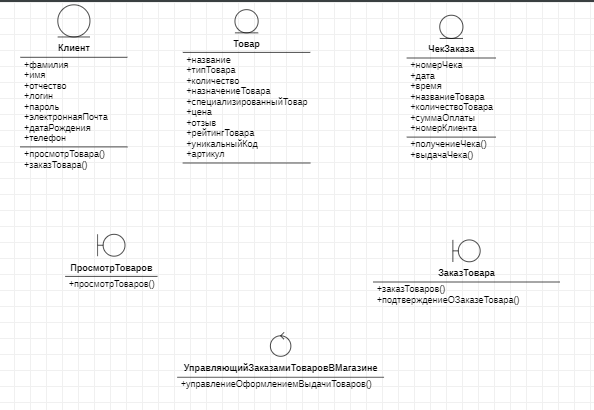 Клиент
+фамилия
+имя
+отчество
+логин
+пароль
+электроннаяПочта
+датаРождения
+телефон
+просмотрТовара()
+заказТовара()
Товар
+название
+типТовара
+количество
+назначениеТовара
+специализированныйТовар
+цена
+отзыв
+рейтингТовара
+уникальныйКод
+артикул
ЧекЗаказа
+номерЧека
+дата
+время
+названиеТовара
+количествоТовара
+суммаОплаты
+номерКлиента
+получениеЧека()
+выдачаЧека()
ПросмотрТоваров
+просмотрТоваров()
ЗаказТовара
+заказТоваров()
+подтверждениеОЗаказеТовара()
УправляющийЗаказамиТоваровВМагазине
+управлениеОформлениемВыдачиТоваров()